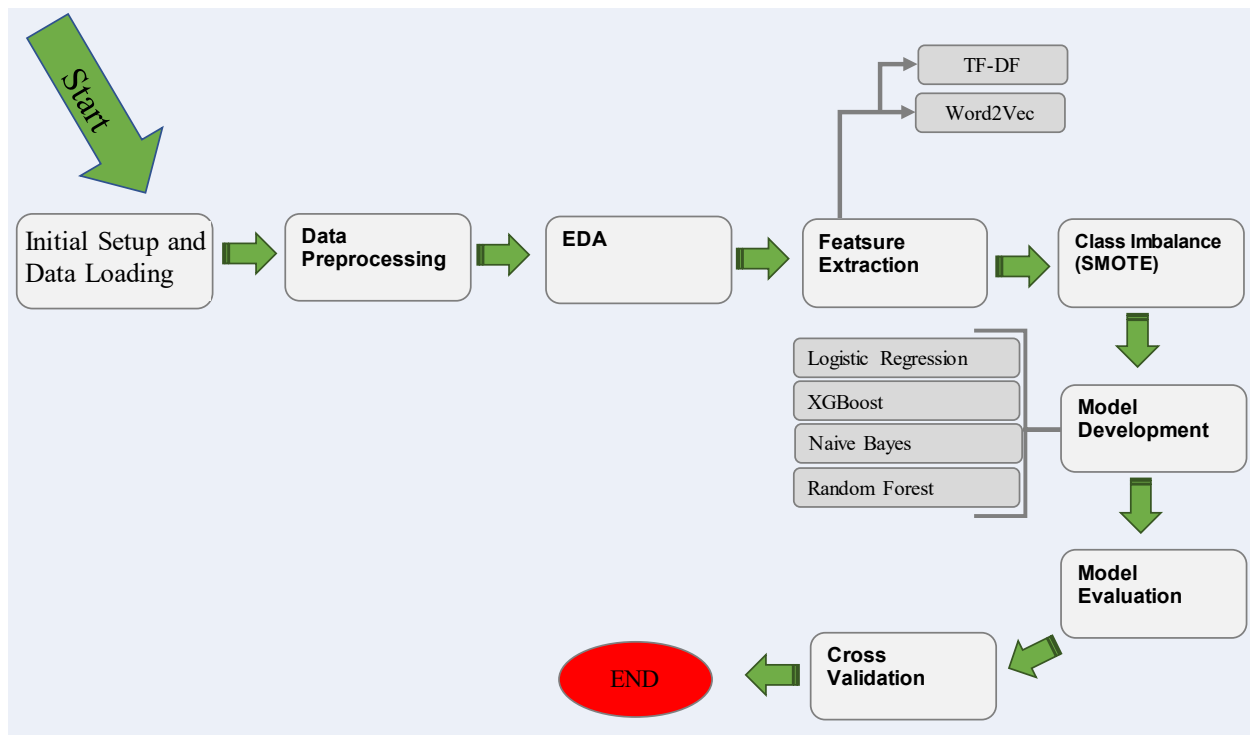 Start
TF-DF
Word2Vec
Initial Setup and
Data Loading
Data
Preprocessing
EDA
Featsure
Extraction
Class Imbalance
(SMOTE)
Logistic Regression
XGBoost
Naive Bayes
Random Forest
Model
Development
Model
Evaluation
Cross
Validation
END